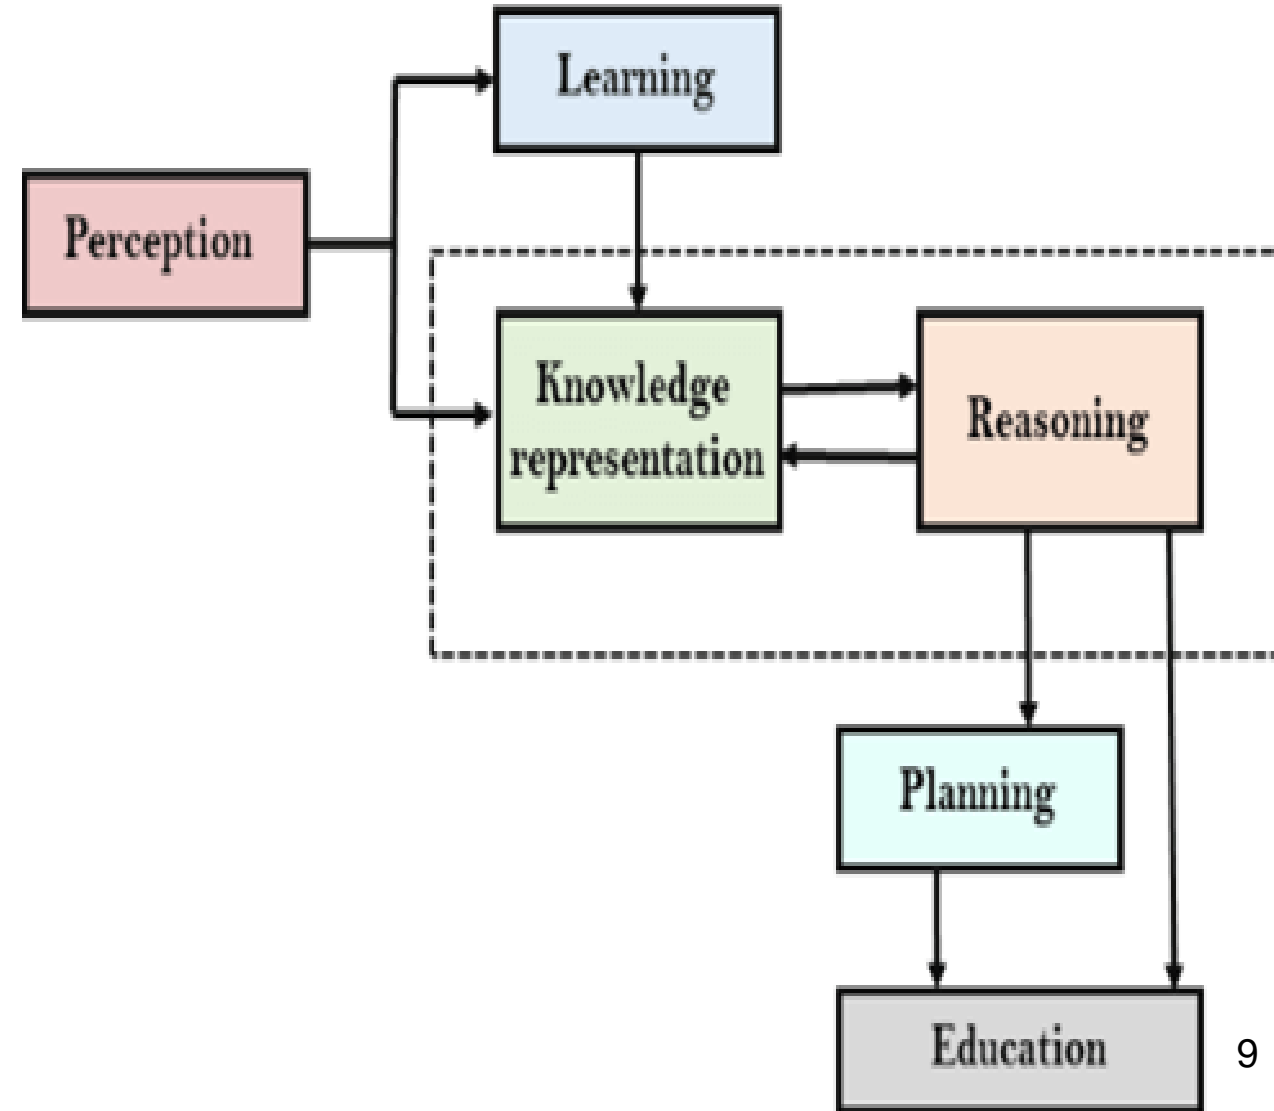 Learning
Perception
Knowledge
representation
Reasoning
Planning
Education
9